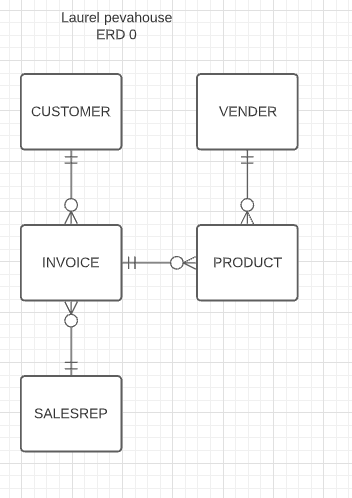 Laurel pevahouse
ERD 0
CUSTOMER
VENDER
INVOICE
PRODUCT
SALESREP